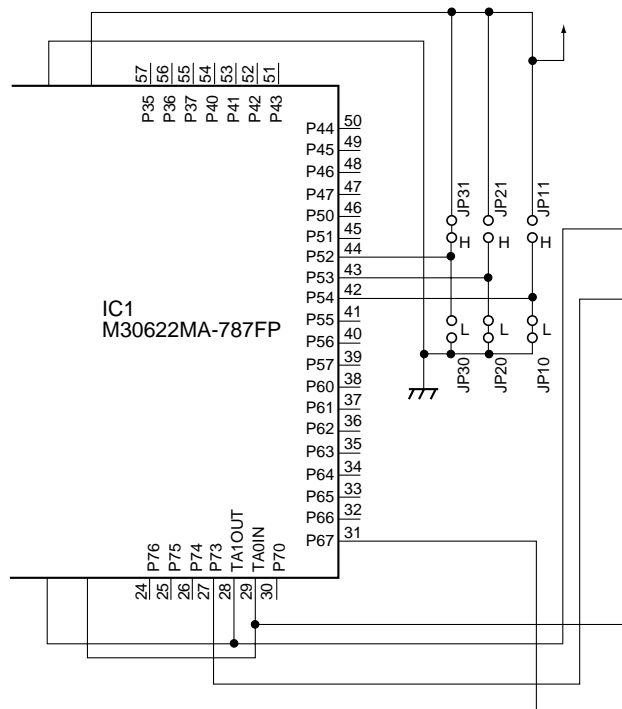 57 56 55 54 53 52 51
P35 P36 P37 P40 P41 P42 P43
P44 50
P45 49
P46 48
P47 47
P50 46
P51 45
P52 44
P53 43
P54 42
P55 41
P56 40
P57 39
P60 38
P61 37
P62 36
P63 35
P64 34
P65 33
P66 32
P67 31
JP31 JP21 JP11
H H H
L L L
JP30 JP20 JP10
IC1
M30622MA-787FP
P76 P75 P74 P73 TA1OUT TA0IN P70
24 25 26 27 28 29 30